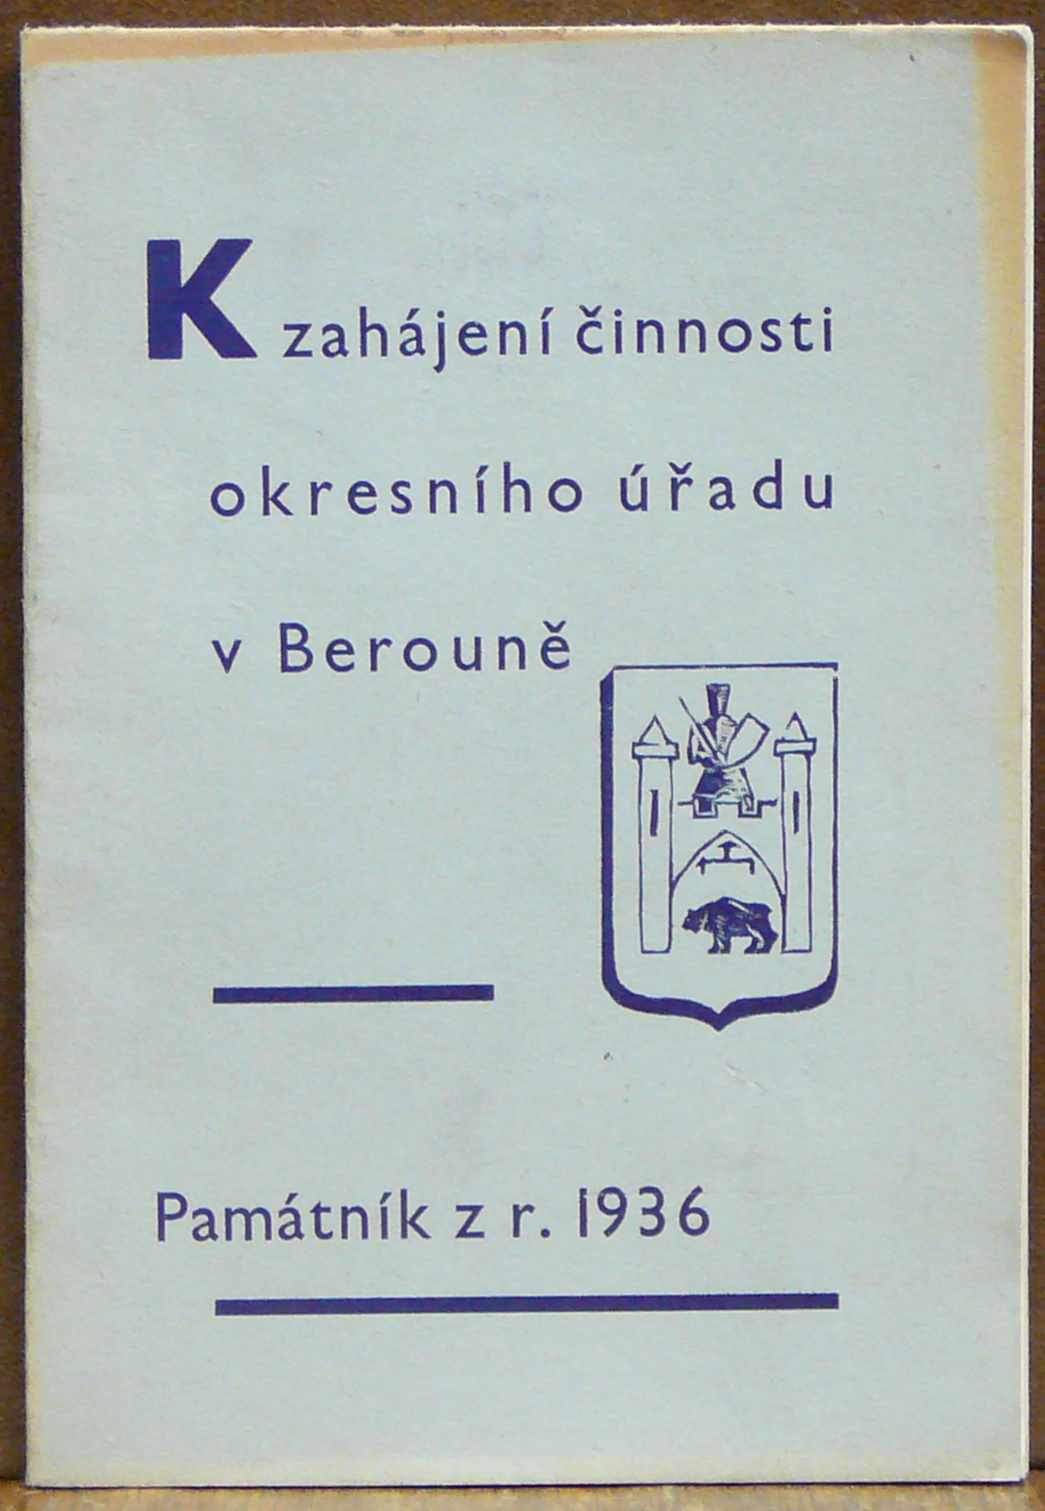 K zahájení činnosti
okresního úřadu
v Berouně
Památník z r. 1936